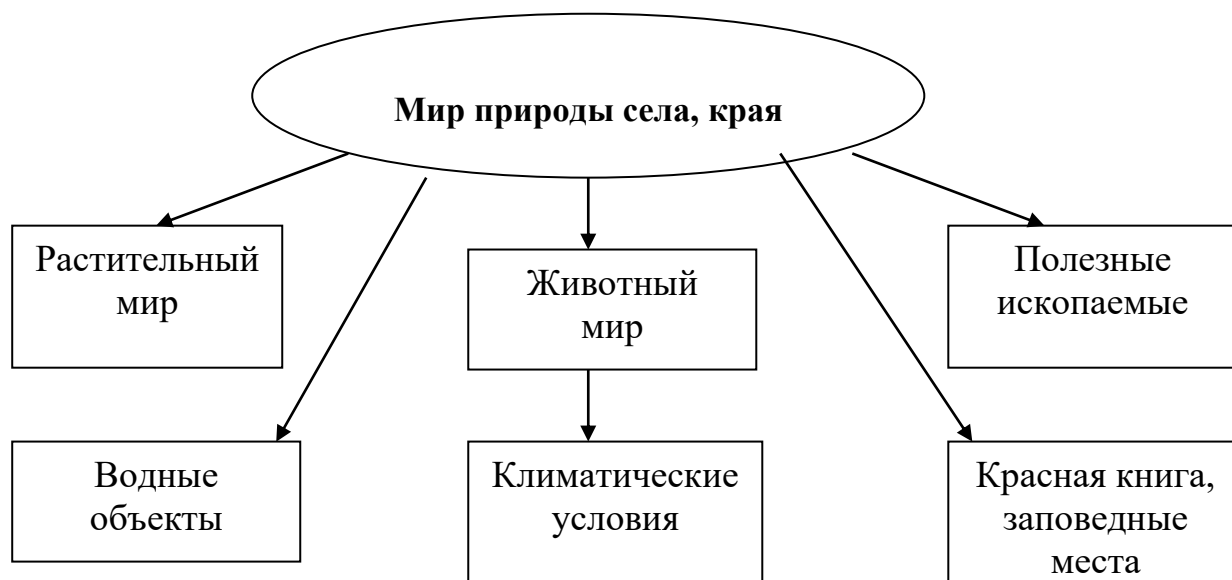 Мир природы села, края
Растительный
мир
Животный
мир
Полезные
ископаемые
Водные
объекты
Климатические
условия
Красная книга,
заповедные
места